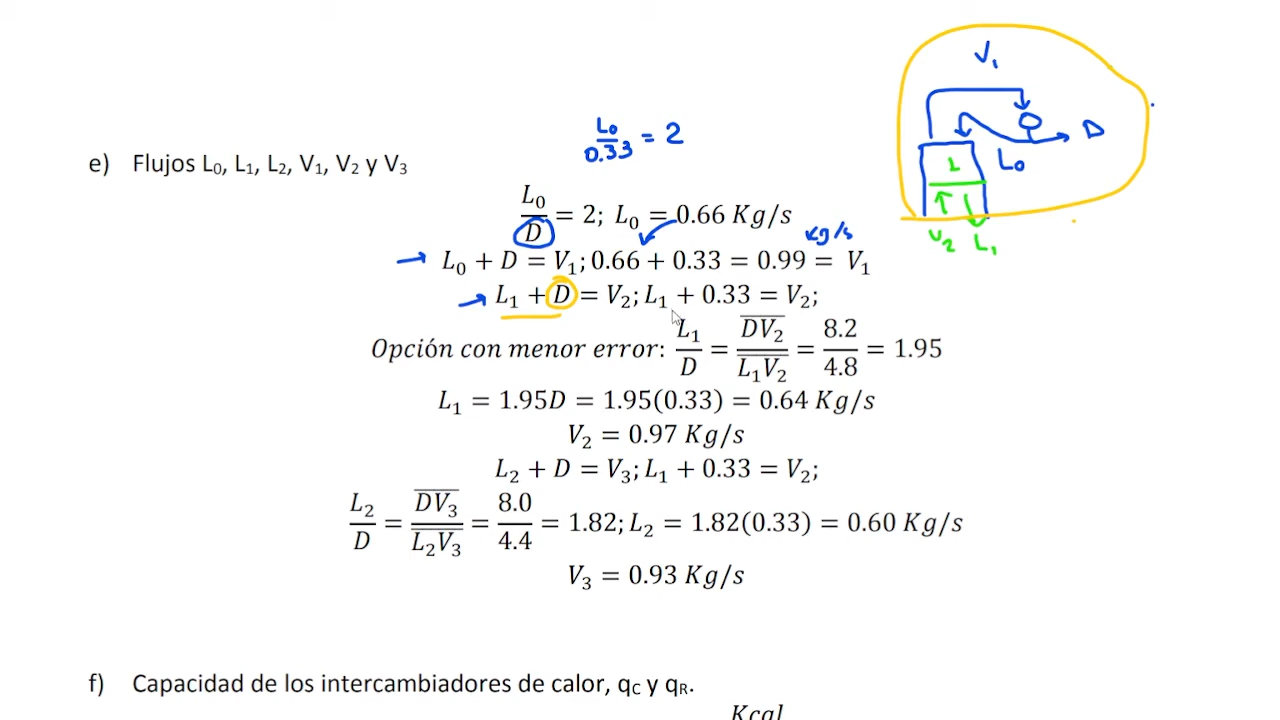 V₁
D
L₀
1
V₂ L₁
L₀/0.33 = 2
e) Flujos L₀, L₁, L₂, V₁, V₂ y V₃
L₀/D = 2; L₀ = 0.66 Kg/s
kg/s
L₀ + D = V₁; 0.66 + 0.33 = 0.99 = V₁
L₁ + D = V₂; L₁ + 0.33 = V₂;
Opción con menor error: L₁/D = D̅V̅₂/L̅₁V̅₂ = 8.2/4.8 = 1.95
L₁ = 1.95D = 1.95(0.33) = 0.64 Kg/s
V₂ = 0.97 Kg/s
L₂ + D = V₃; L₁ + 0.33 = V₂;
L₂/D = D̅V̅₃/L̅₂V̅₃ = 8.0/4.4 = 1.82; L₂ = 1.82(0.33) = 0.60 Kg/s
V₃ = 0.93 Kg/s
f) Capacidad de los intercambiadores de calor, q_C y q_R.
Kcal